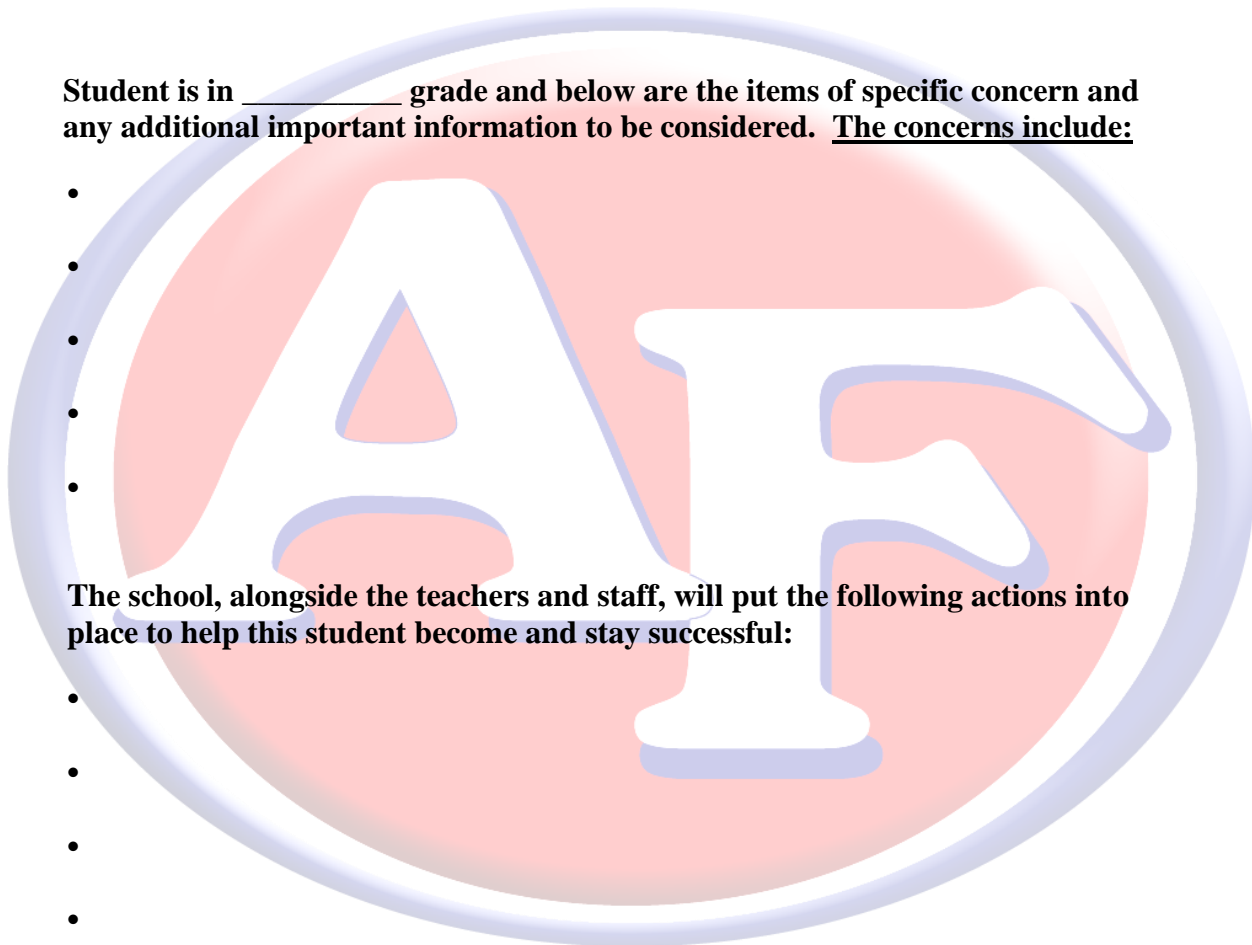 Student is in __________ grade and below are the items of specific concern and
any additional important information to be considered.  The concerns include:
•
•
•
•
•
AF
The school, alongside the teachers and staff, will put the following actions into
place to help this student become and stay successful:
•
•
•
•